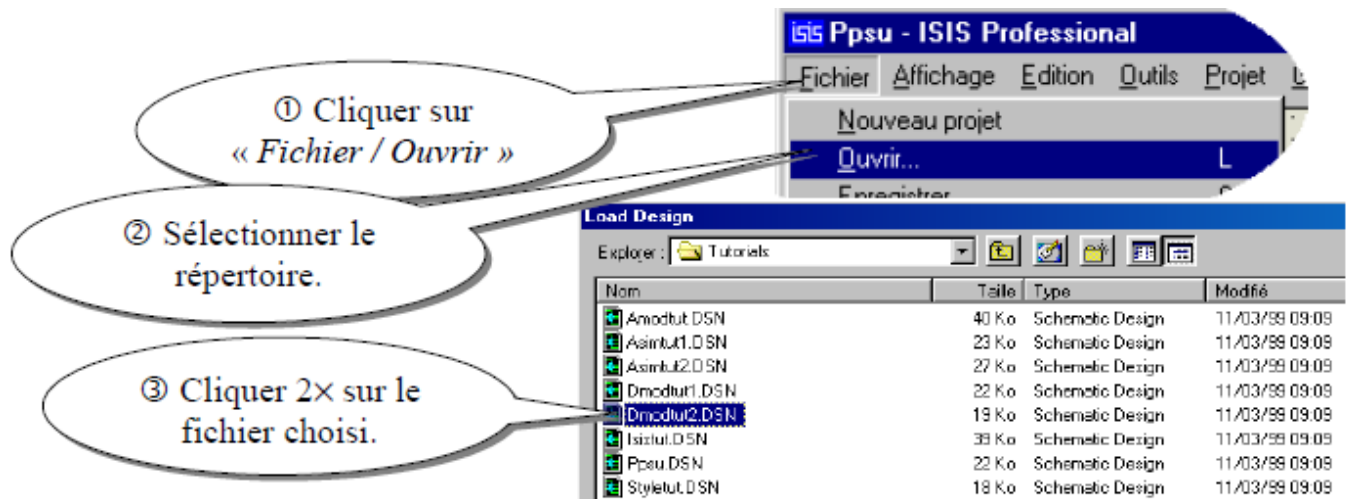 isis Ppsu - ISIS Professional
Fichier Affichage Edition Outils Projet
Nouveau projet
Ouvrir... L
Enregistrer
① Cliquer sur
« Fichier / Ouvrir »
② Sélectionner le
répertoire.
③ Cliquer 2× sur le
fichier choisi.
Load Design
Explorer : Tutorials
Nom Taille Type Modifié
Amodtut.DSN 40 Ko Schematic Design 11/03/99 09:09
Asimtut1.DSN 23 Ko Schematic Design 11/03/99 09:09
Asimtut2.DSN 27 Ko Schematic Design 11/03/99 09:09
Dmodtut1.DSN 22 Ko Schematic Design 11/03/99 09:09
Dmodtut2.DSN 19 Ko Schematic Design 11/03/99 09:09
Isistut.DSN 39 Ko Schematic Design 11/03/99 09:09
Ppsu.DSN 22 Ko Schematic Design 11/03/99 09:09
Styletut.DSN 18 Ko Schematic Design 11/03/99 09:09